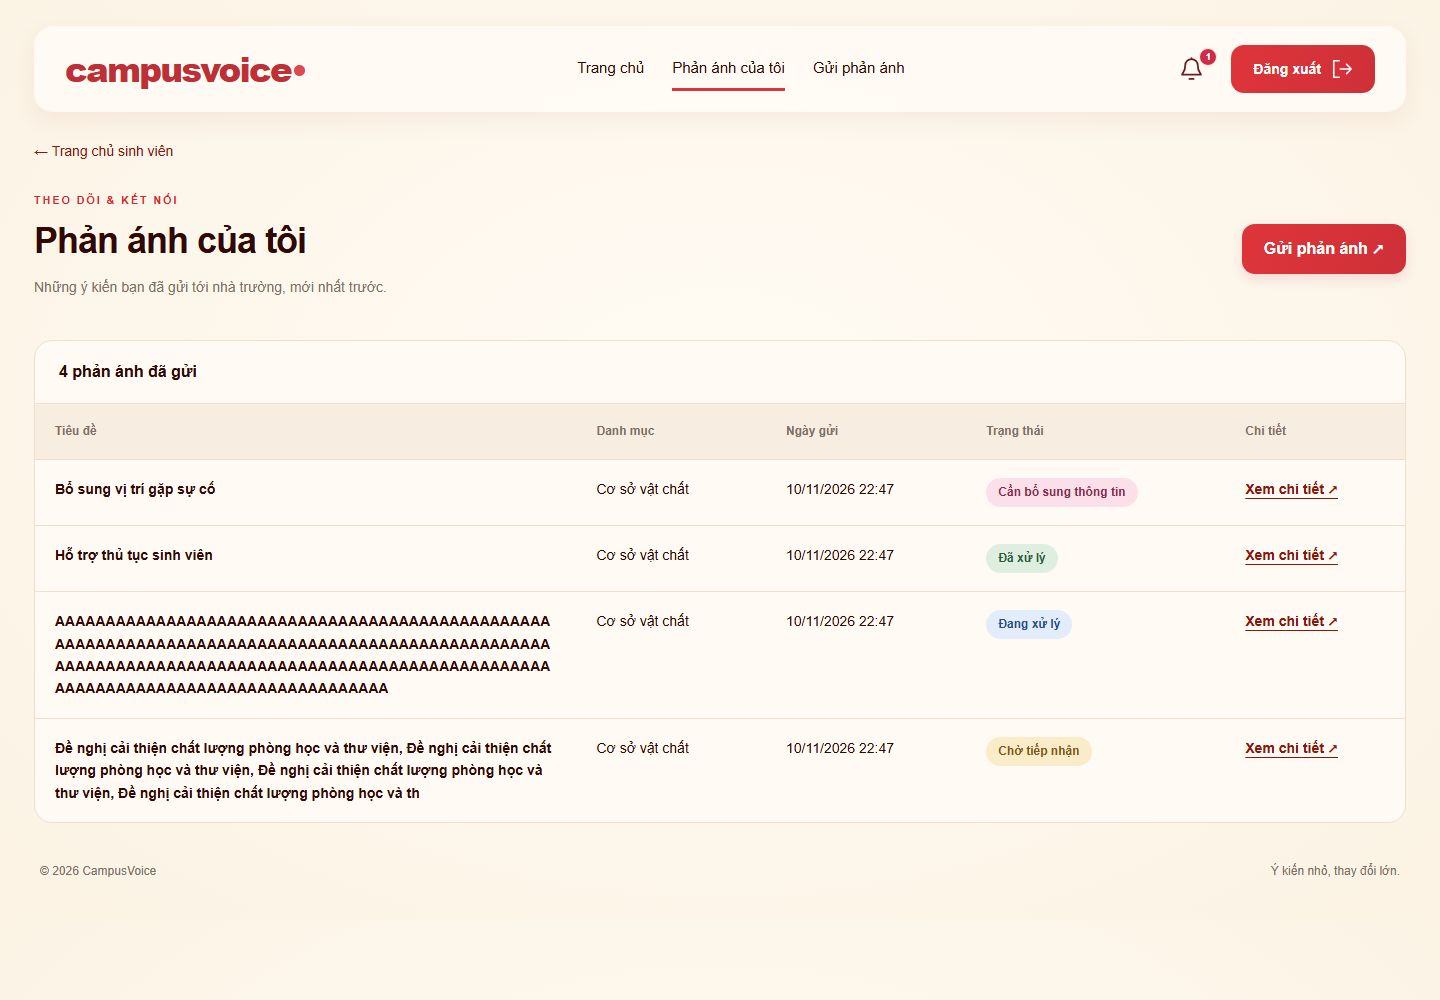 campusvoice
Trang chủ
Phản ánh của tôi
Gửi phản ánh
1
Đăng xuất
← Trang chủ sinh viên
THEO DÕI & KẾT NỐI
Phản ánh của tôi
Những ý kiến bạn đã gửi tới nhà trường, mới nhất trước.
Gửi phản ánh ↗
4 phản ánh đã gửi
Tiêu đề Danh mục Ngày gửi Trạng thái Chi tiết
Bổ sung vị trí gặp sự cố Cơ sở vật chất 10/11/2026 22:47 Cần bổ sung thông tin Xem chi tiết ↗
Hỗ trợ thủ tục sinh viên Cơ sở vật chất 10/11/2026 22:47 Đã xử lý Xem chi tiết ↗
AAAAAAAAAAAAAAAAAAAAAAAAAAAAAAAAAAAAAAAAAAAAAAAAA Cơ sở vật chất 10/11/2026 22:47 Đang xử lý Xem chi tiết ↗
AAAAAAAAAAAAAAAAAAAAAAAAAAAAAAAAAAAAAAAAAAAAAAAAA
AAAAAAAAAAAAAAAAAAAAAAAAAAAAAAAAAAAAAAAAAAAAAAAAA
AAAAAAAAAAAAAAAAAAAAAAAAAAAAAAAAA
Đề nghị cải thiện chất lượng phòng học và thư viện, Đề nghị cải thiện chất Cơ sở vật chất 10/11/2026 22:47 Chờ tiếp nhận Xem chi tiết ↗
lượng phòng học và thư viện, Đề nghị cải thiện chất lượng phòng học và
thư viện, Đề nghị cải thiện chất lượng phòng học và th
© 2026 CampusVoice
Ý kiến nhỏ, thay đổi lớn.